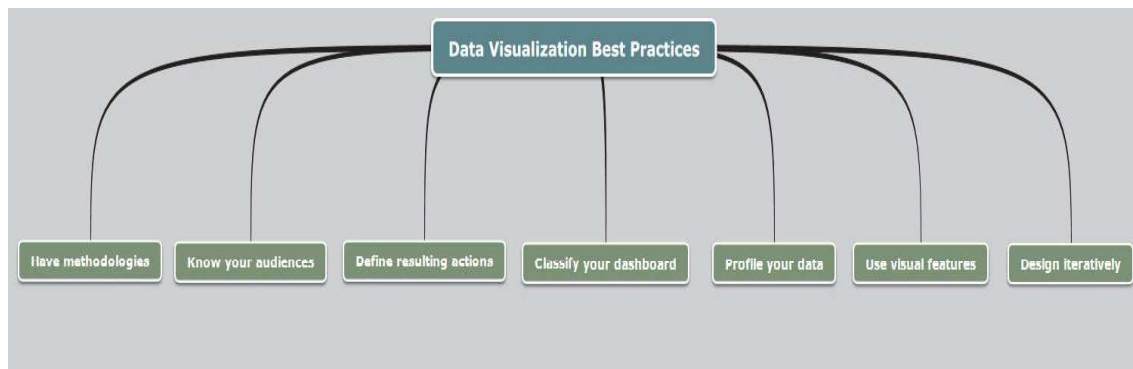 Data Visualization Best Practices
Have methodologies
Know your audiences
Define resulting actions
Classify your dashboard
Profile your data
Use visual features
Design iteratively